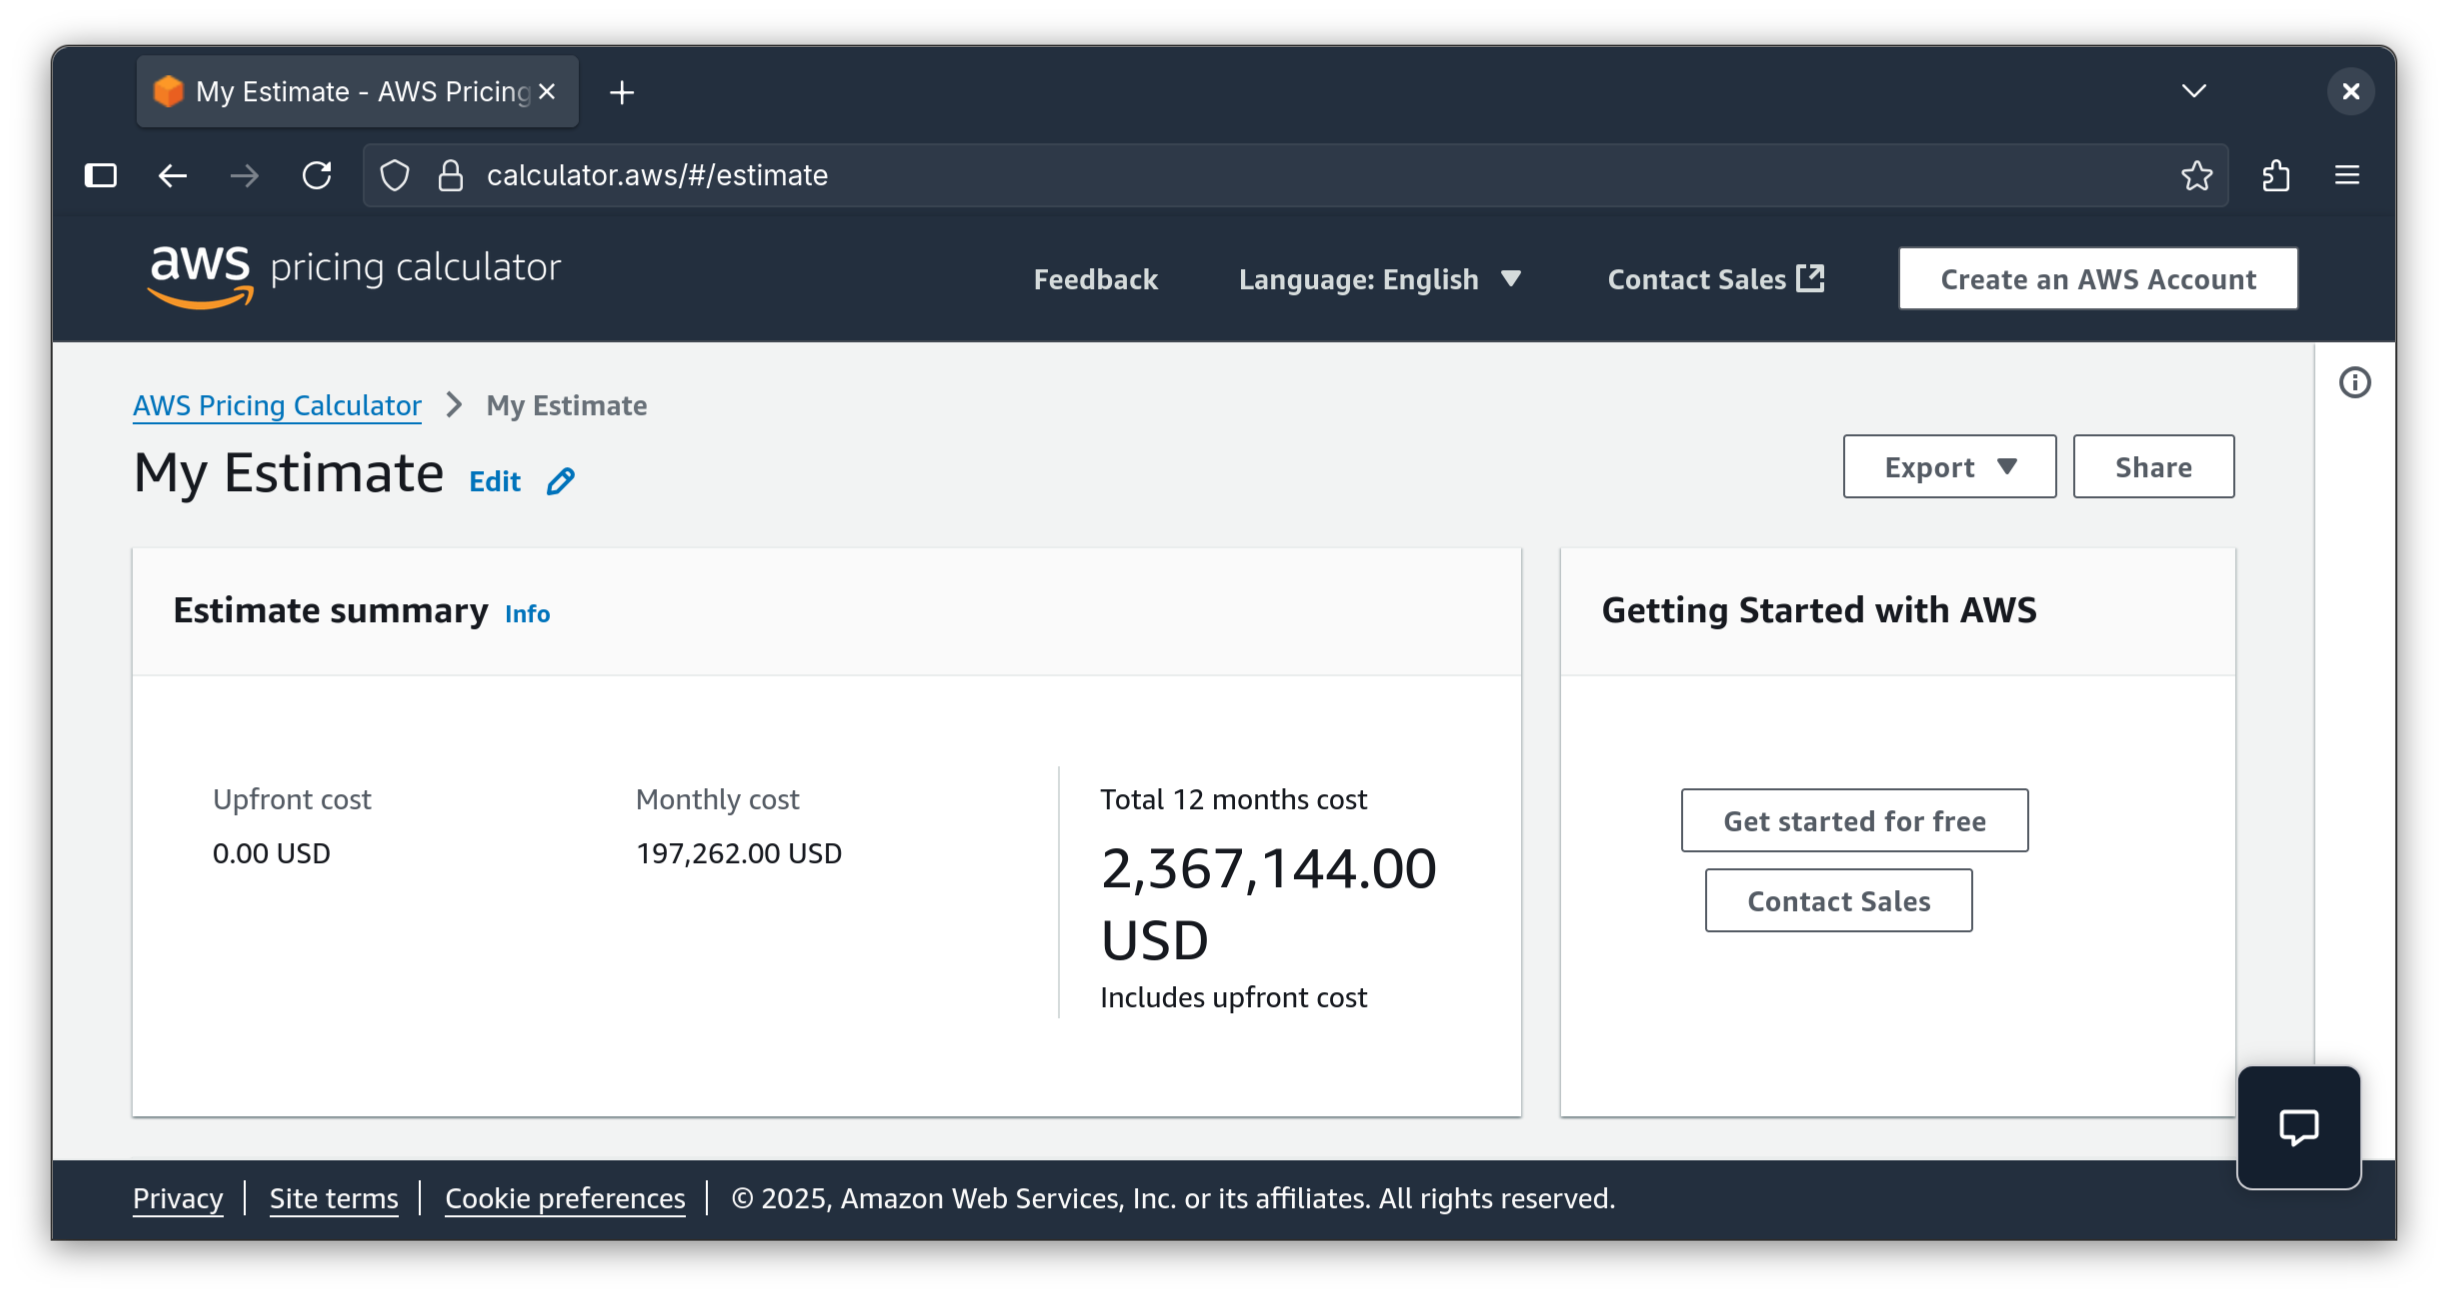 My Estimate - AWS Pricing
calculator.aws/#/estimate
aws pricing calculator
Feedback
Language: English
Contact Sales
Create an AWS Account
AWS Pricing Calculator
My Estimate
My Estimate
Edit
Export
Share
Estimate summary
Info
Upfront cost
0.00 USD
Monthly cost
197,262.00 USD
Total 12 months cost
2,367,144.00
USD
Includes upfront cost
Getting Started with AWS
Get started for free
Contact Sales
Privacy
Site terms
Cookie preferences
© 2025, Amazon Web Services, Inc. or its affiliates. All rights reserved.